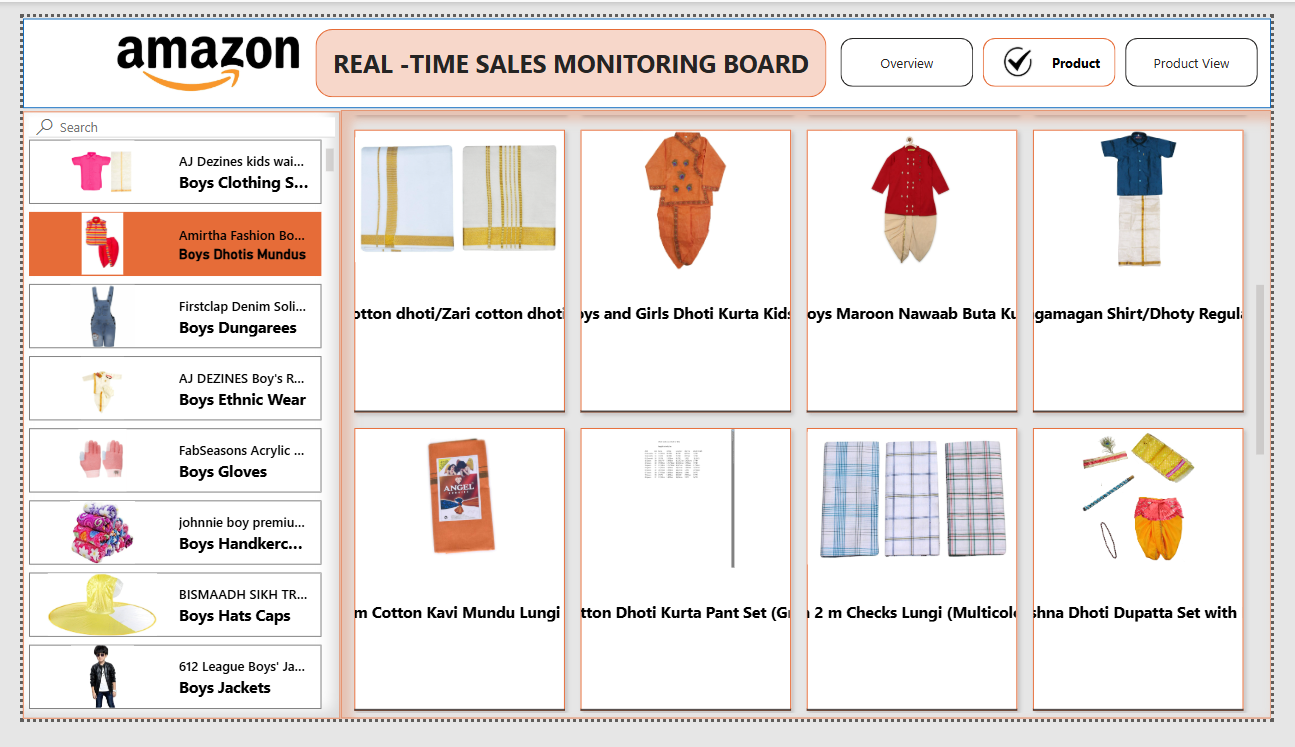 amazon
REAL -TIME SALES MONITORING BOARD
Overview
Product
Product View
Search
AJ Dezines kids wai...
Boys Clothing S...
Amirtha Fashion Bo...
Boys Dhotis Mundus
Firstclap Denim Soli...
Boys Dungarees
AJ DEZINES Boy's R...
Boys Ethnic Wear
FabSeasons Acrylic ...
Boys Gloves
johnnie boy premiu...
Boys Handkerc...
BISMAADH SIKH TR...
Boys Hats Caps
612 League Boys' Ja...
Boys Jackets
otton dhoti/Zari cotton dhoti
oys and Girls Dhoti Kurta Kids
oys Maroon Nawaab Buta Ku
gamagan Shirt/Dhoty Regula
ANGEL
m Cotton Kavi Mundu Lungi
tton Dhoti Kurta Pant Set (Gr
2 m Checks Lungi (Multicolo
shna Dhoti Dupatta Set with